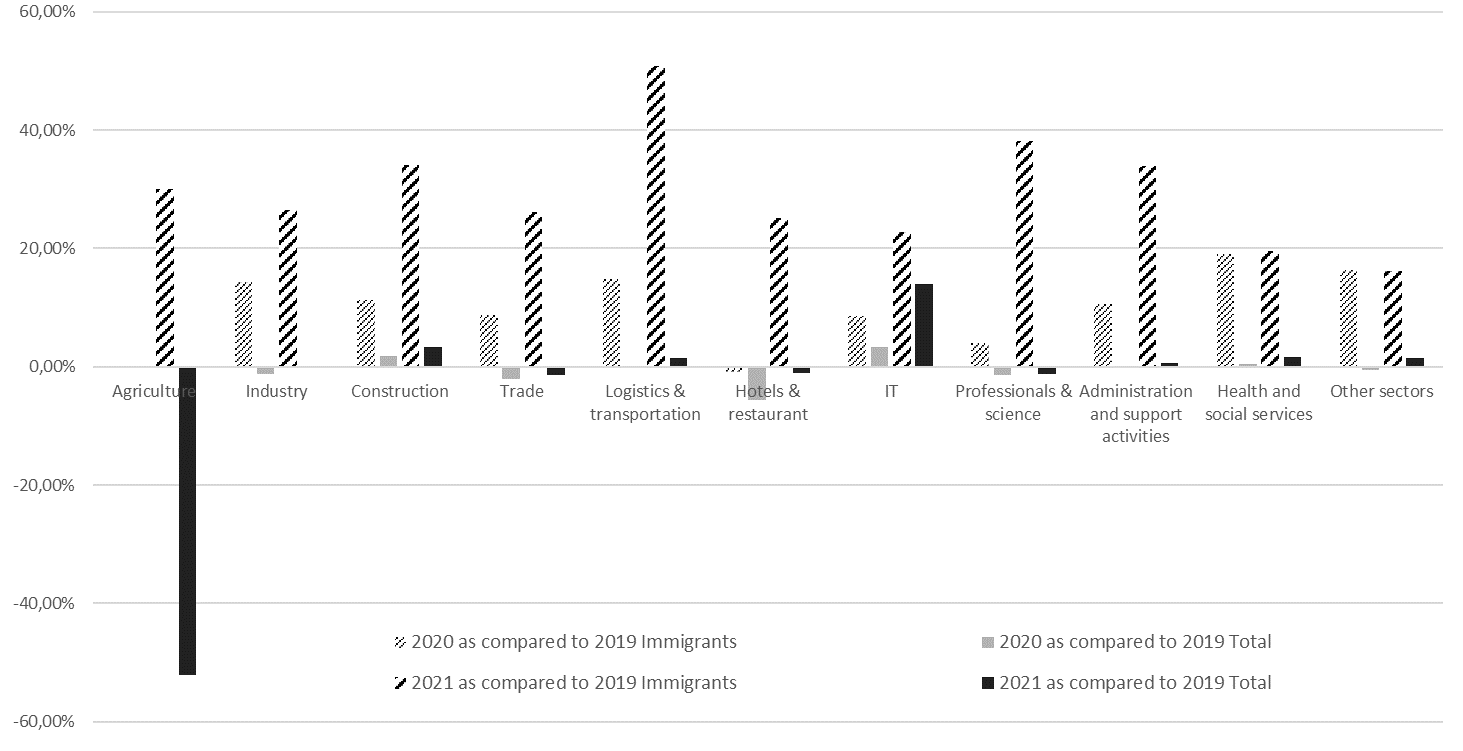 60,00%
40,00%
20,00%
0,00%
-20,00%
-40,00%
-60,00%
Agriculture
Industry
Construction
Trade
Logistics &
transportation
Hotels &
restaurant
IT
Professionals &
science
Administration
and support
activities
Health and
social services
Other sectors
2020 as compared to 2019 Immigrants
2020 as compared to 2019 Total
2021 as compared to 2019 Immigrants
2021 as compared to 2019 Total